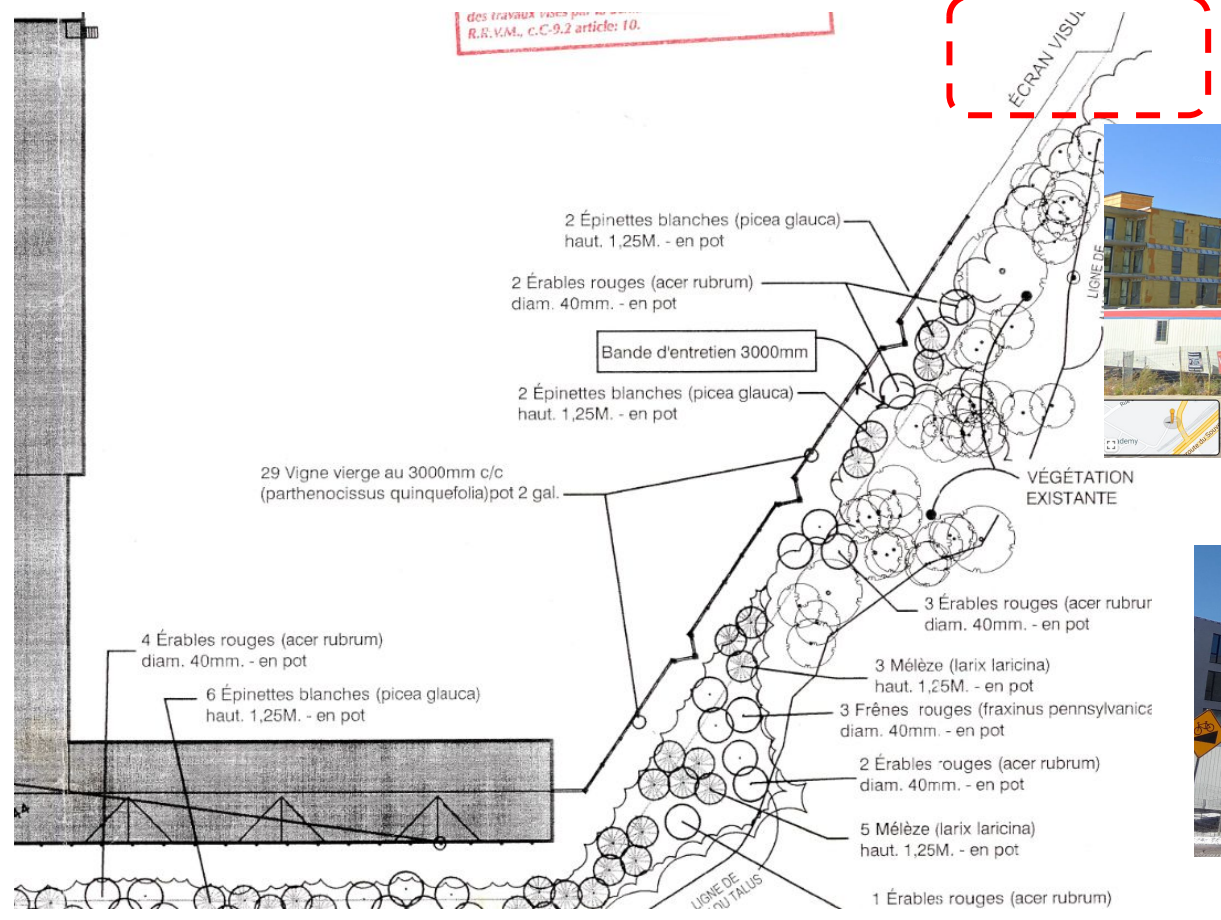 des travaux visés par
R.R.V.M., c.C-9.2 article: 10.
ÉCRAN VISUEL
2 Épinettes blanches (picea glauca)
haut. 1,25M. - en pot
2 Érables rouges (acer rubrum)
diam. 40mm. - en pot
LIGNE DE
Bande d'entretien 3000mm
2 Épinettes blanches (picea glauca)
haut. 1,25M. - en pot
ademy
29 Vigne vierge au 3000mm c/c
(parthenocissus quinquefolia)pot 2 gal.
VÉGÉTATION
EXISTANTE
3 Érables rouges (acer rubrur
diam. 40mm. - en pot
4 Érables rouges (acer rubrum)
diam. 40mm. - en pot
3 Mélèze (larix laricina)
haut. 1,25M. - en pot
6 Épinettes blanches (picea glauca)
haut. 1,25M. - en pot
3 Frênes rouges (fraxinus pennsylvanica
diam. 40mm. - en pot
2 Érables rouges (acer rubrum)
diam. 40mm. - en pot
5 Mélèze (larix laricina)
haut. 1,25M. - en pot
LIGNE DE
DU TALUS
1 Érables rouges (acer rubrum)